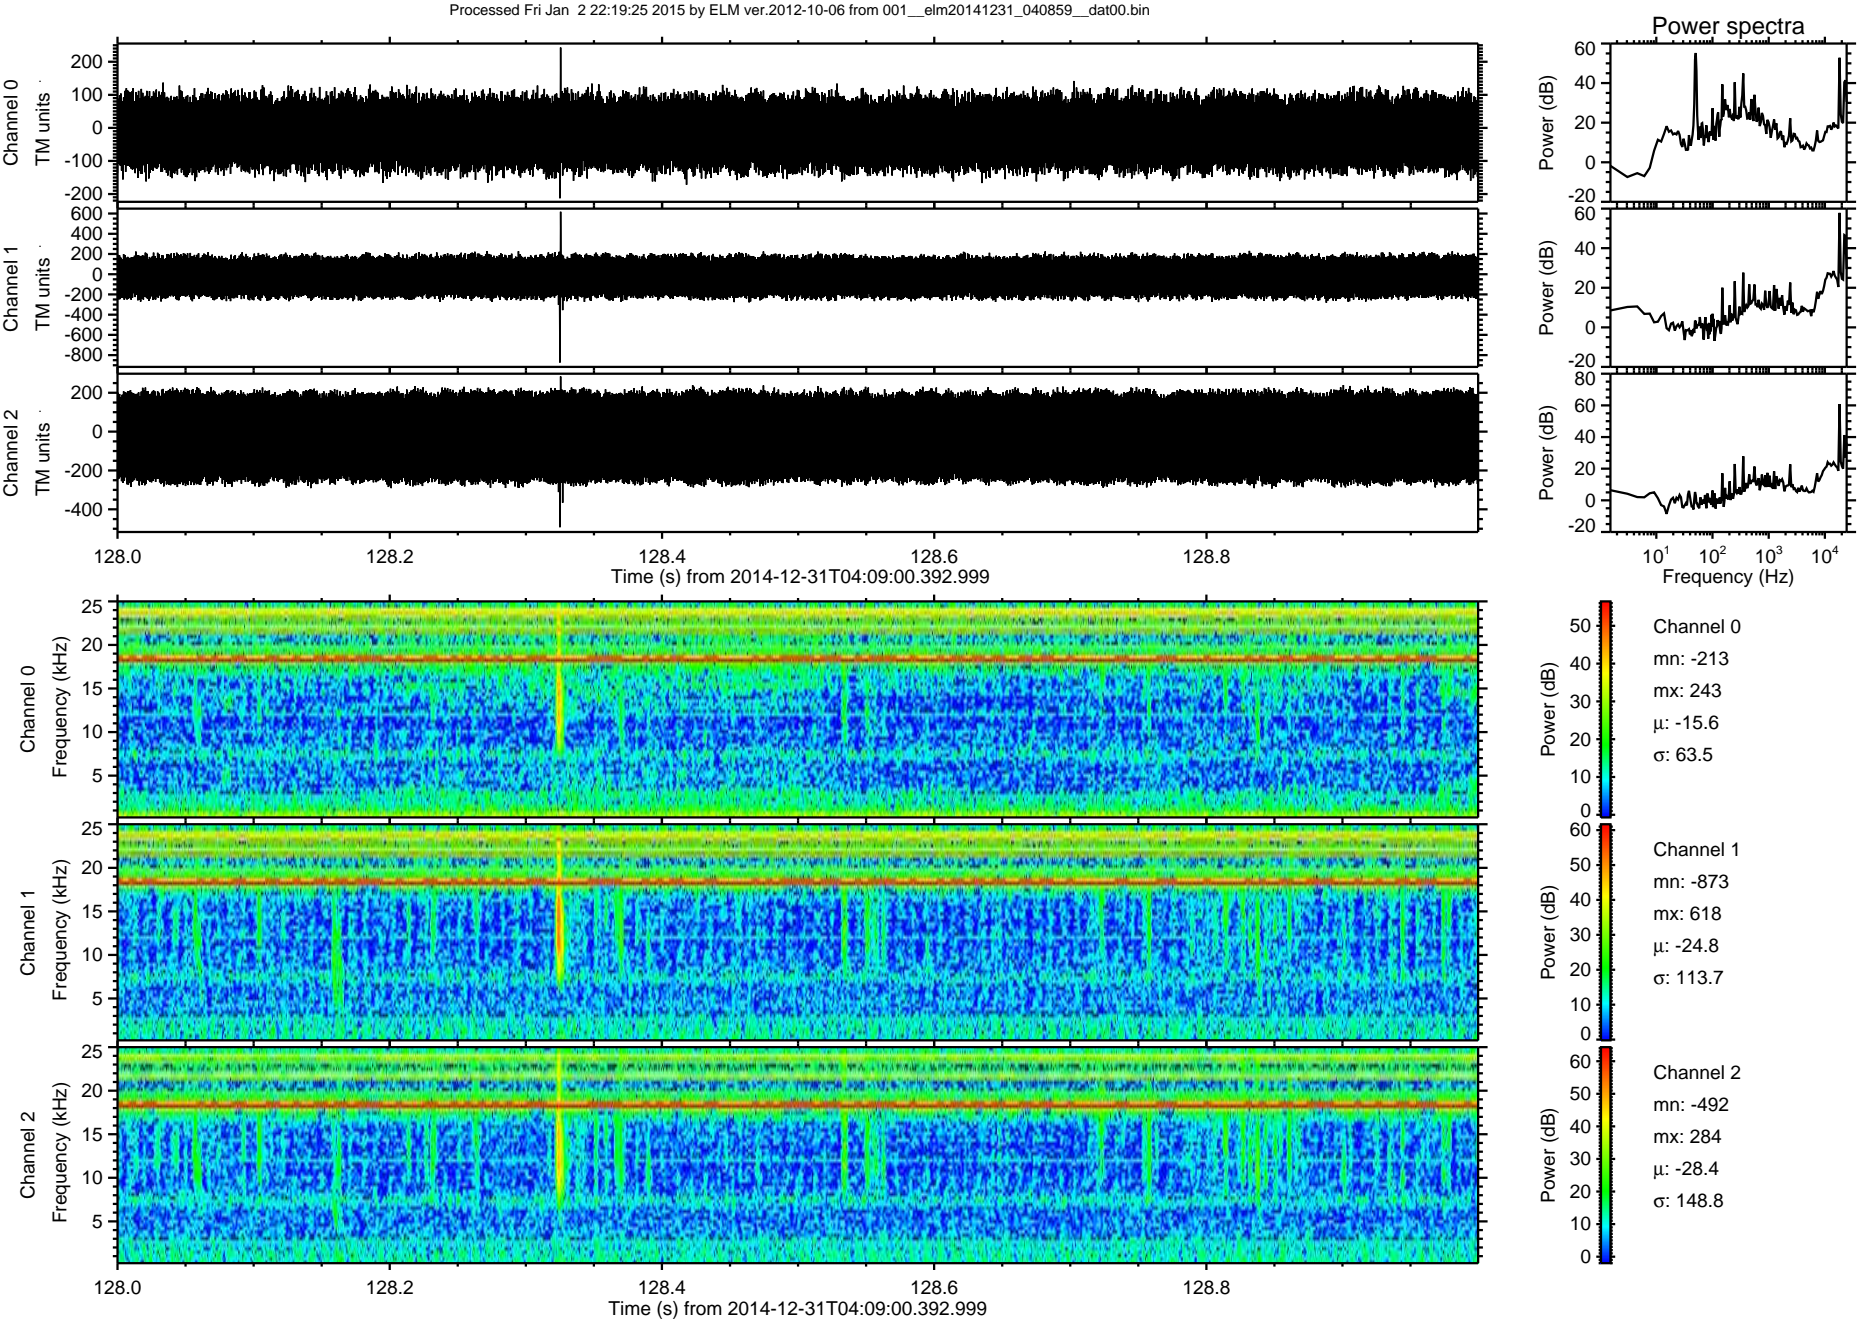 Processed Fri Jan  2 22:19:25 2015 by ELM ver.2012-10-06 from 001__elm20141231_040859__dat00.bin
Power spectra
Channel 0
TM units
200
100
0
-100
-200
Power (dB)
60
40
20
0
-20
Channel 1
TM units
600
400
200
0
-200
-400
-600
-800
Power (dB)
60
40
20
0
-20
Channel 2
TM units
200
0
-200
-400
Power (dB)
80
60
40
20
0
-20
128.0 128.2 128.4 128.6 128.8
Time (s) from 2014-12-31T04:09:00.392.999
10¹ 10² 10³ 10⁴
Frequency (Hz)
Channel 0
Frequency (kHz)
25
20
15
10
5
Power (dB)
50
40
30
20
10
0
Channel 0
mn: -213
mx: 243
μ: -15.6
σ: 63.5
Channel 1
Frequency (kHz)
25
20
15
10
5
Power (dB)
60
50
40
30
20
10
0
Channel 1
mn: -873
mx: 618
μ: -24.8
σ: 113.7
Channel 2
Frequency (kHz)
25
20
15
10
5
Power (dB)
60
50
40
30
20
10
0
Channel 2
mn: -492
mx: 284
μ: -28.4
σ: 148.8
128.0 128.2 128.4 128.6 128.8
Time (s) from 2014-12-31T04:09:00.392.999